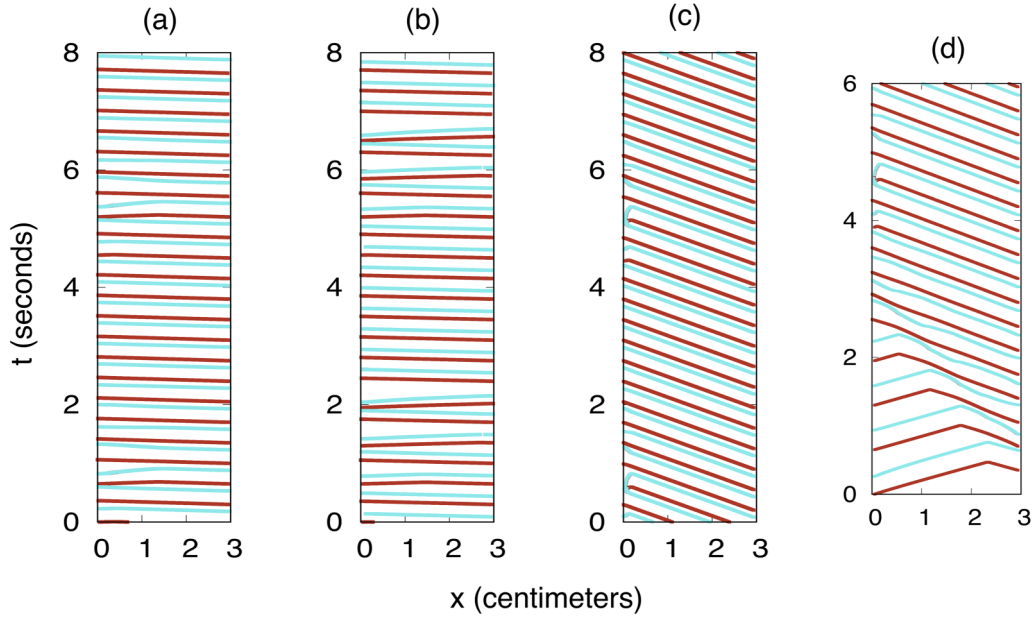 (a) (b) (c) (d)
8 8 8 6
6 6 6 4
4 4 4 2
2 2 2 0
0 0 0
0 1 2 3 0 1 2 3 0 1 2 3 0 1 2 3
t (seconds)
x (centimeters)